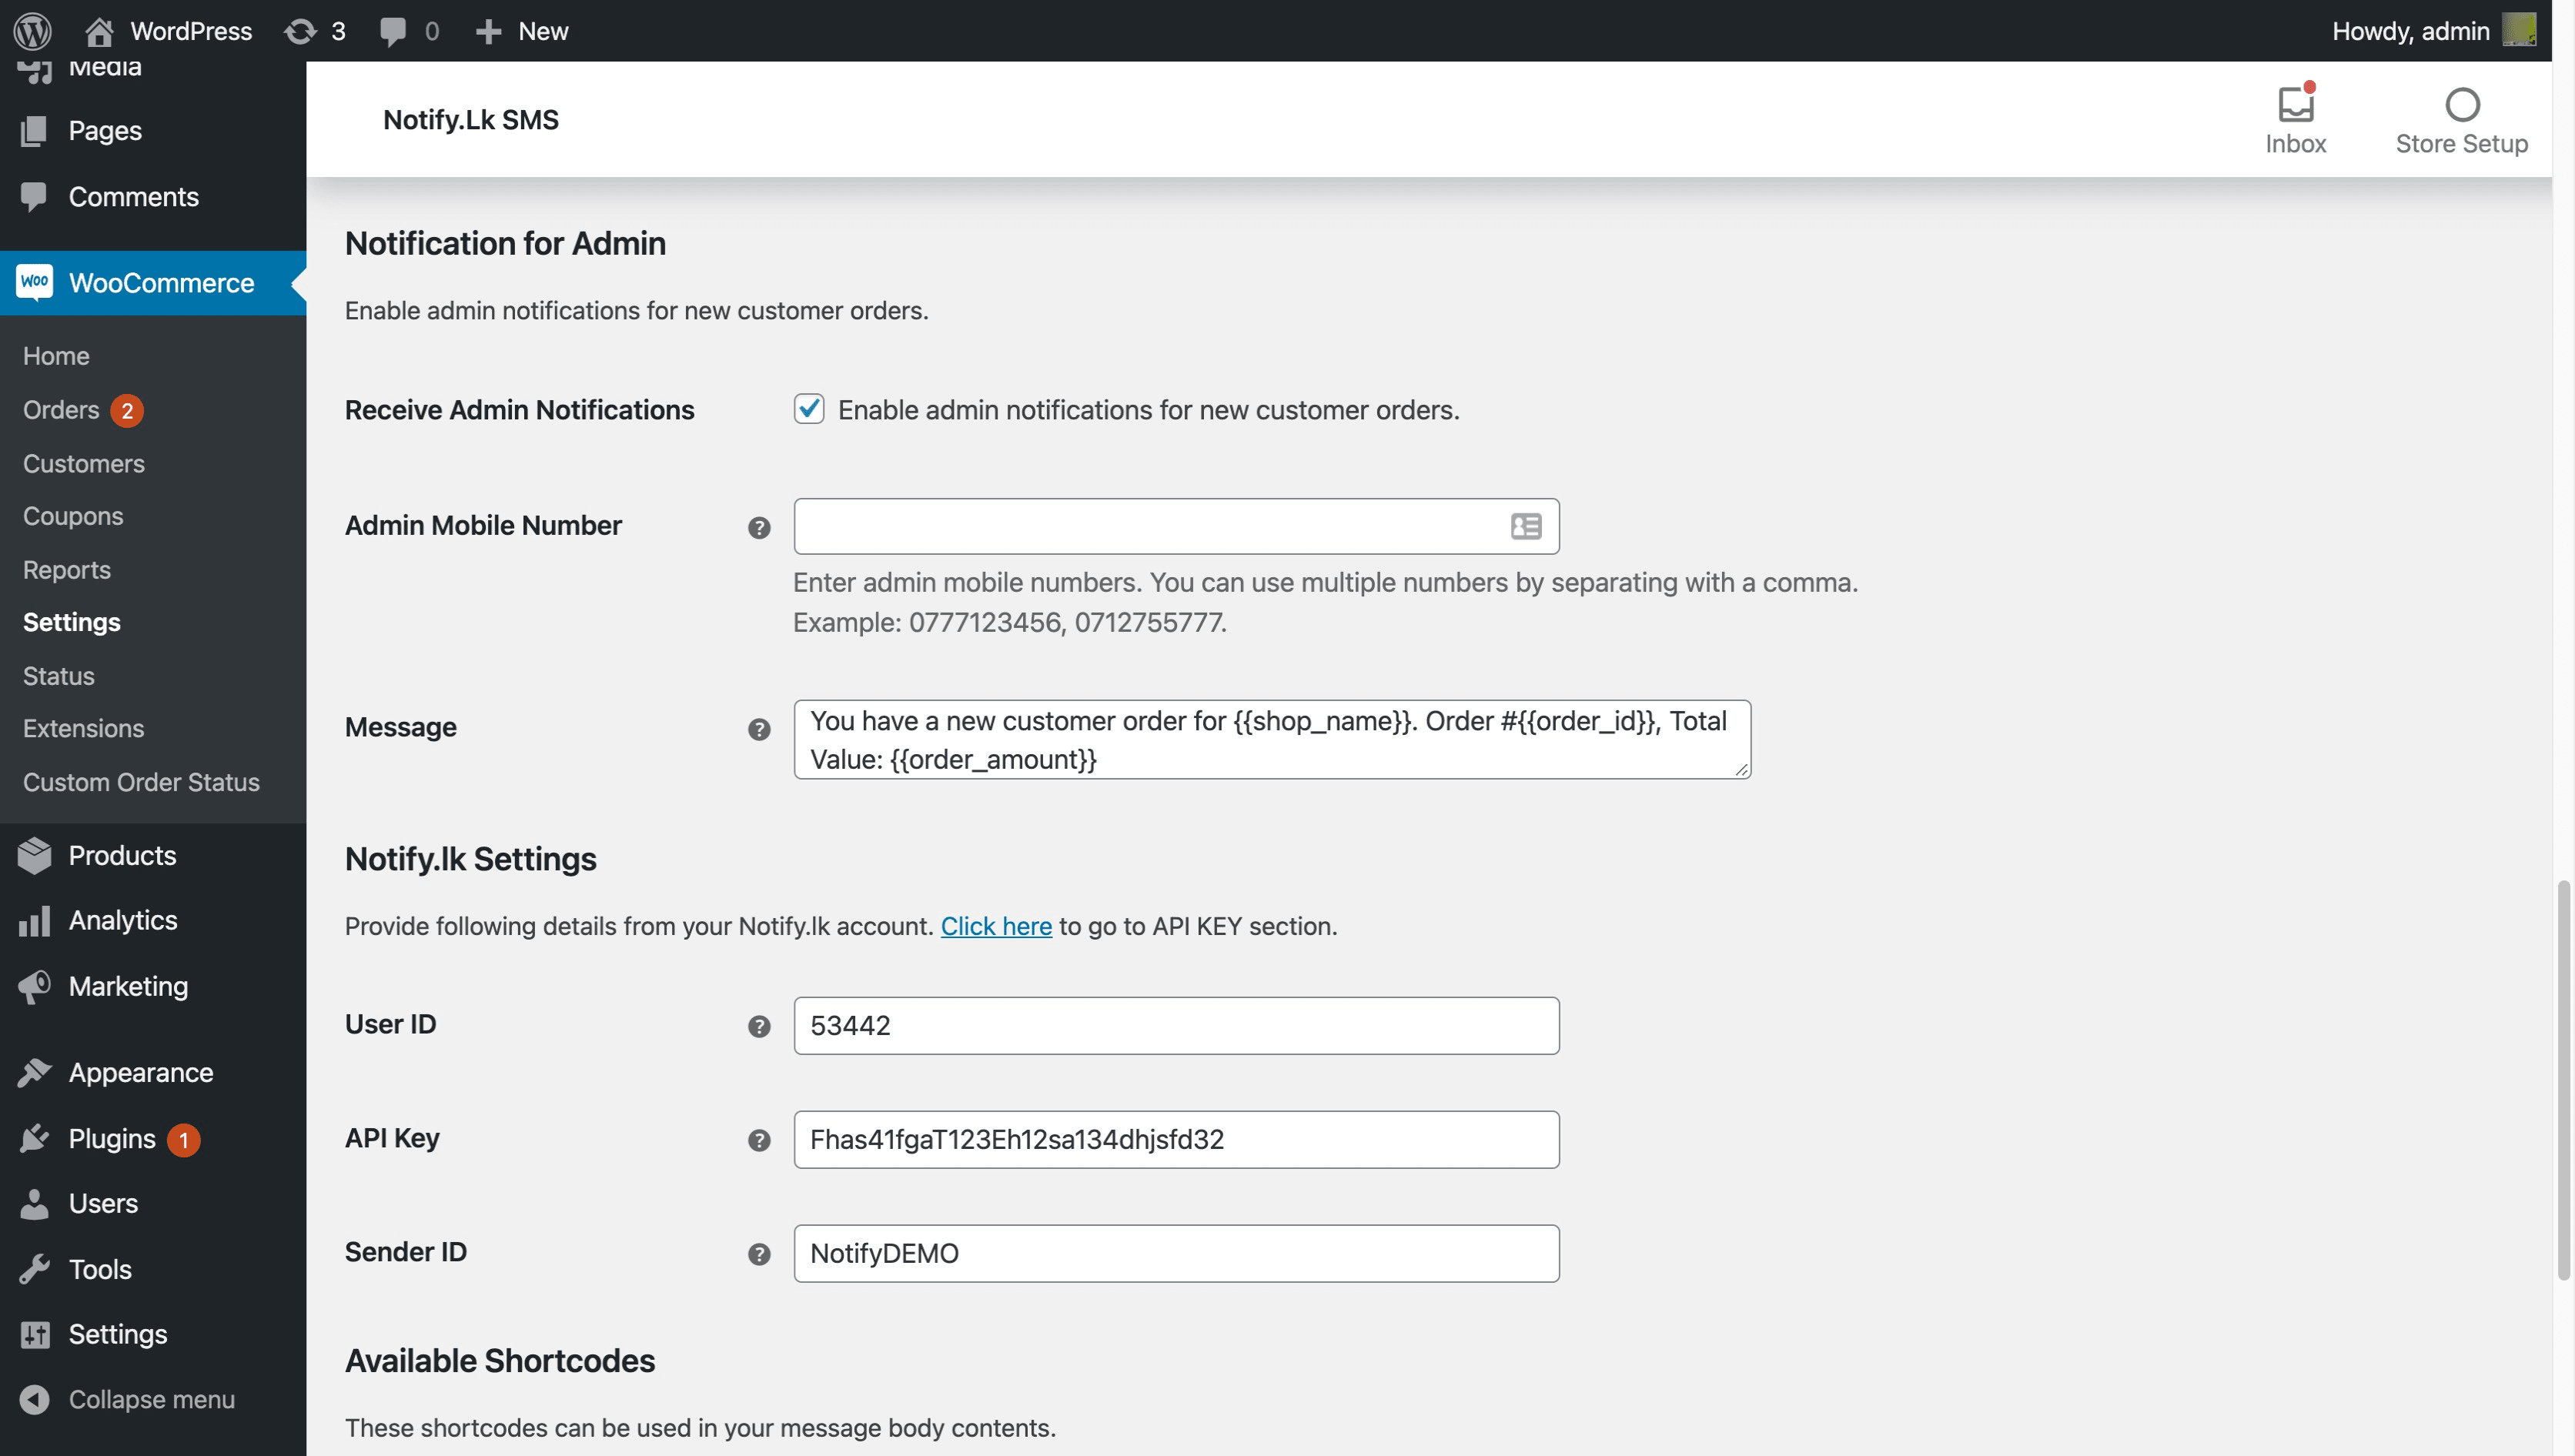 WordPress 3 0 New Howdy, admin
Media
Pages
Comments
Woo WooCommerce
Home
Orders 2
Customers
Coupons
Reports
Settings
Status
Extensions
Custom Order Status
Products
Analytics
Marketing
Appearance
Plugins 1
Users
Tools
Settings
Collapse menu
Notify.Lk SMS
Inbox
Store Setup
Notification for Admin
Enable admin notifications for new customer orders.
Receive Admin Notifications
Enable admin notifications for new customer orders.
Admin Mobile Number ?
Enter admin mobile numbers. You can use multiple numbers by separating with a comma.
Example: 0777123456, 0712755777.
Message ?
You have a new customer order for {{shop_name}}. Order #{{order_id}}, Total
Value: {{order_amount}}
Notify.lk Settings
Provide following details from your Notify.lk account. Click here to go to API KEY section.
User ID ? 53442
API Key ? Fhas41fgaT123Eh12sa134dhjsfd32
Sender ID ? NotifyDEMO
Available Shortcodes
These shortcodes can be used in your message body contents.